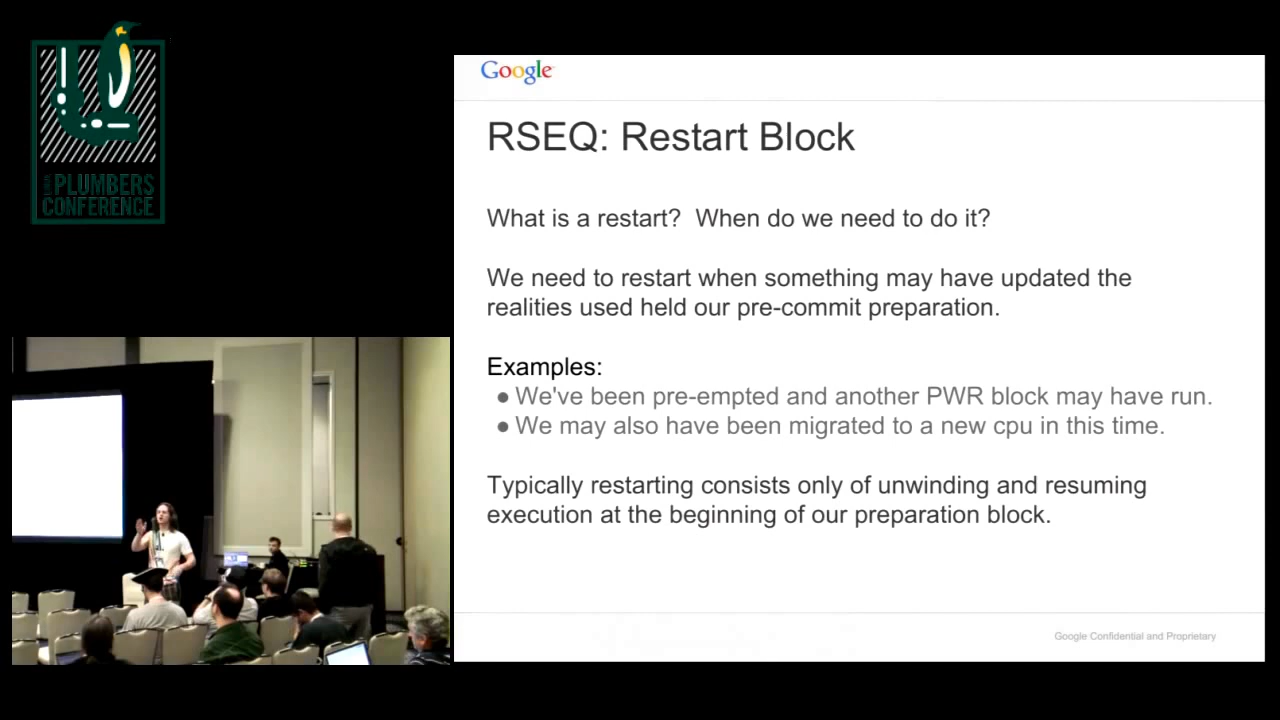 LINUX
PLUMBERS
CONFERENCE
Google
RSEQ: Restart Block
What is a restart? When do we need to do it?
We need to restart when something may have updated the
realities used held our pre-commit preparation.
Examples:
● We've been pre-empted and another PWR block may have run.
● We may also have been migrated to a new cpu in this time.
Typically restarting consists only of unwinding and resuming
execution at the beginning of our preparation block.
Google Confidential and Proprietary